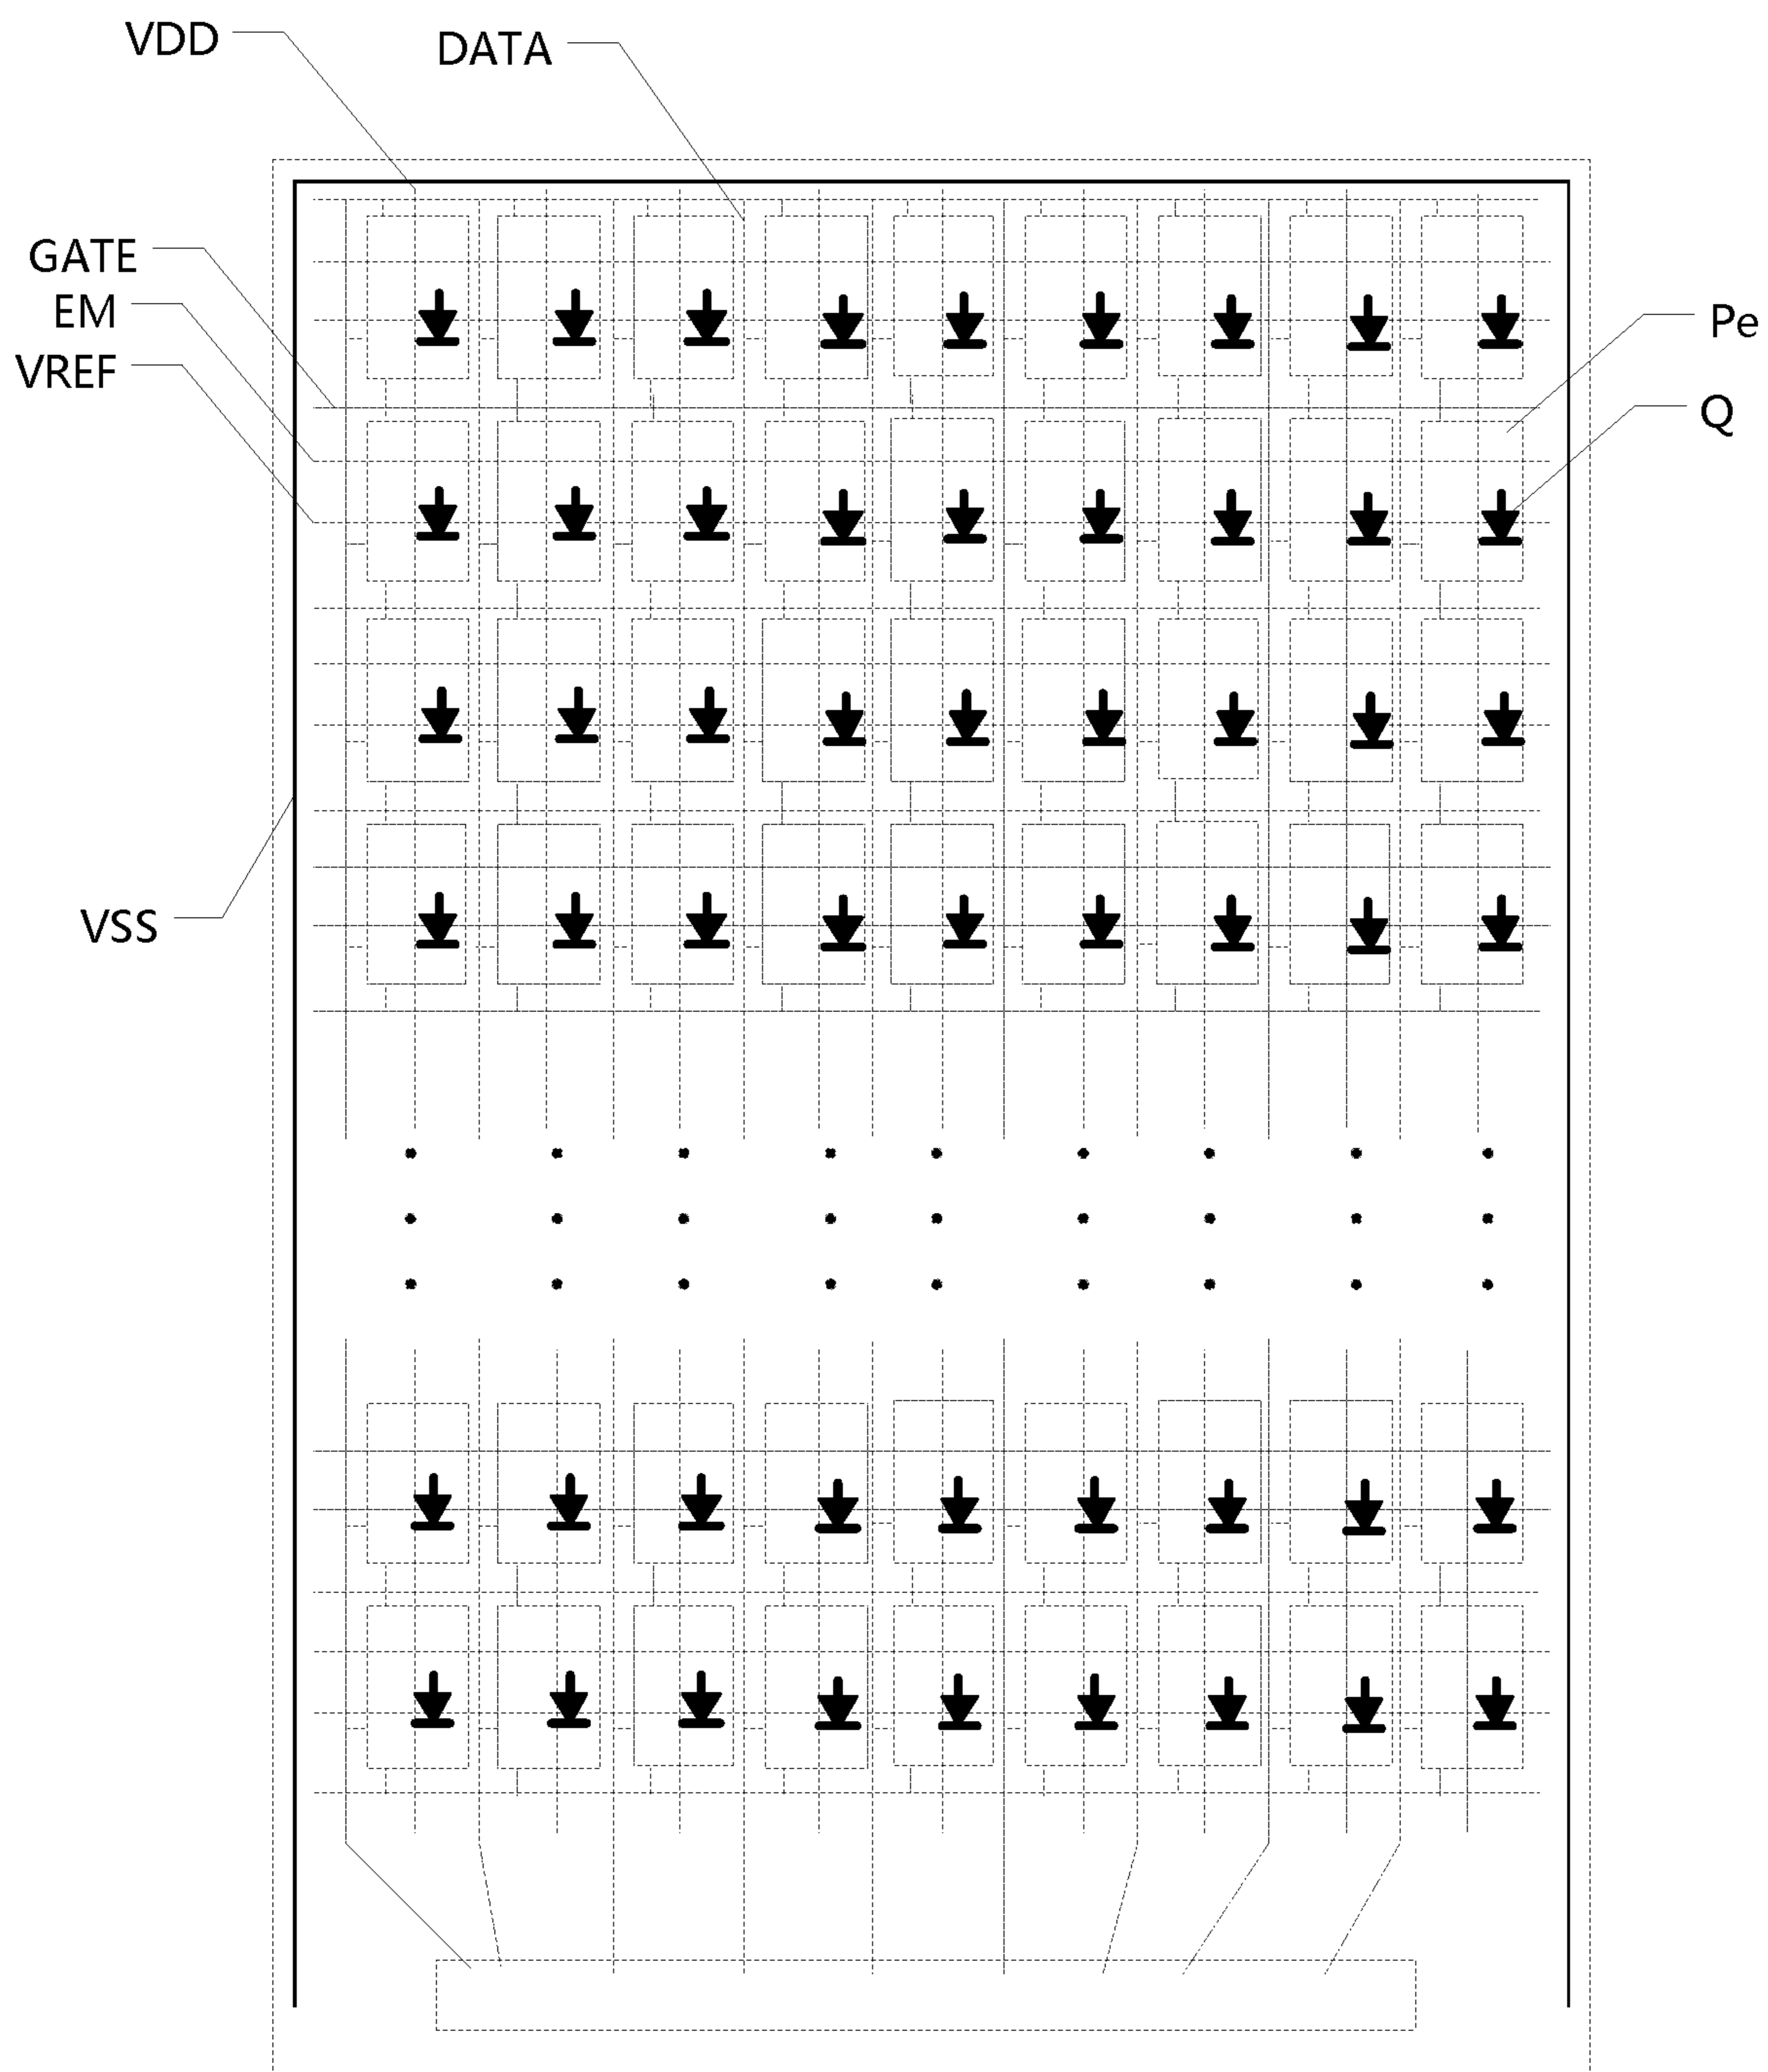 VDD
DATA
GATE
EM
VREF
Pe
Q
VSS